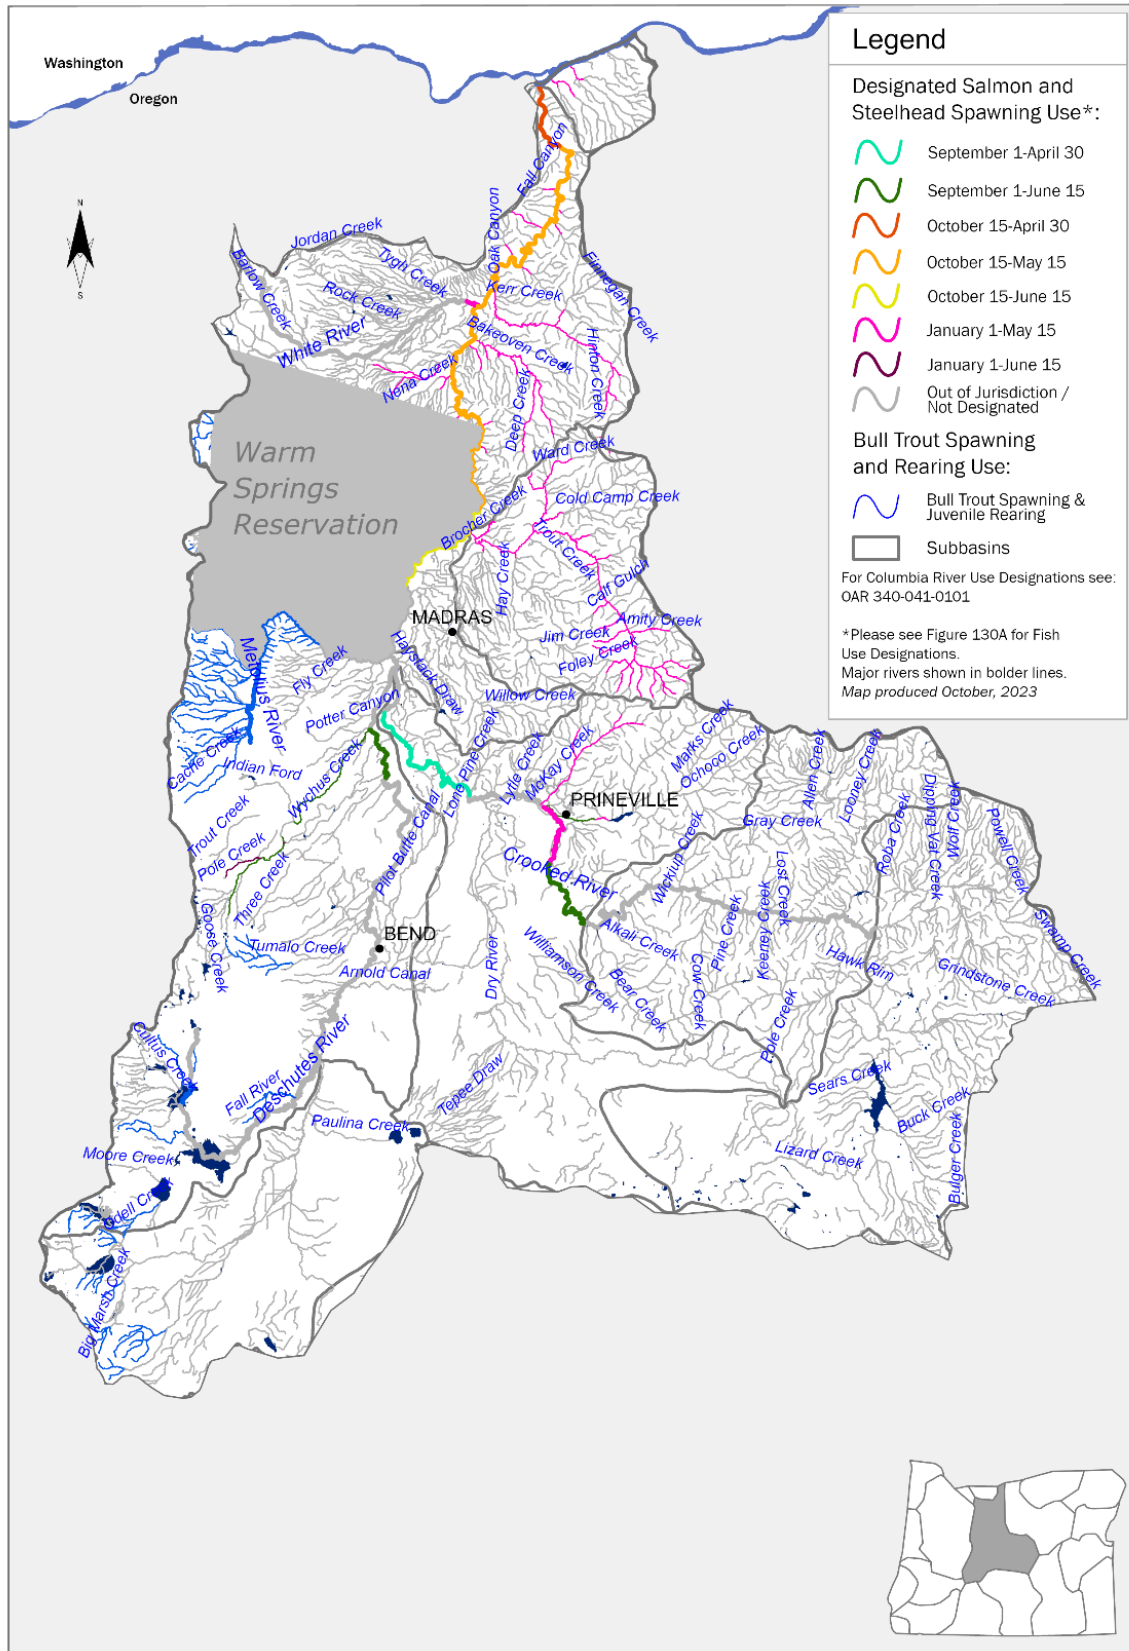 Washington
Oregon
Legend
Designated Salmon and
Steelhead Spawning Use*:
September 1-April 30
September 1-June 15
October 15-April 30
October 15-May 15
October 15-June 15
January 1-May 15
January 1-June 15
Out of Jurisdiction /
Not Designated
Bull Trout Spawning
and Rearing Use:
Bull Trout Spawning &
Juvenile Rearing
Subbasins
For Columbia River Use Designations see:
OAR 340-041-0101
*Please see Figure 130A for Fish
Use Designations.
Major rivers shown in bolder lines.
Map produced October, 2023
N
S
Fall Canyon
Jordan Creek
Oak Canyon
Barlow Creek
Tygh Creek
Finnegan Creek
Rock Creek
Kerr Creek
White River
Bakeoven Creek
Hinton Creek
Nena Creek
Deep Creek
Ward Creek
Warm
Springs
Reservation
Cold Camp Creek
Brocher Creek
Trout Creek
Hay Creek
Calf Gulch
MADRAS
Amity Creek
Jim Creek
Foley Creek
Metolius River
Fly Creek
Haystack Draw
Willow Creek
Potter Canyon
Lone Pine Creek
Marks Creek
Ochoco Creek
Cache Creek
Indian Ford
Wychus Creek
Lytle Creek
McKay Creek
Allen Creek
Looney Creek
PRINEVILLE
Gray Creek
Dipping Vat Creek
Wolf Creek
Powell Creek
Roba Creek
Trout Creek
Pole Creek
Three Creek
Pilot Butte Canal
Crooked River
Wickiup Creek
Lost Creek
Keeney Creek
Pine Creek
Goose Creek
Tumalo Creek
BEND
Arnold Canal
Dry River
Williamson Creek
Alkali Creek
Bear Creek
Cow Creek
Hawk Rim
Swamp Creek
Grindstone Creek
Pole Creek
Cultus Creek
Fall River
Deschutes River
Tepee Draw
Sears Creek
Buck Creek
Paulina Creek
Moore Creek
Lizard Creek
Bulger Creek
Odell Creek
Big Marsh Creek